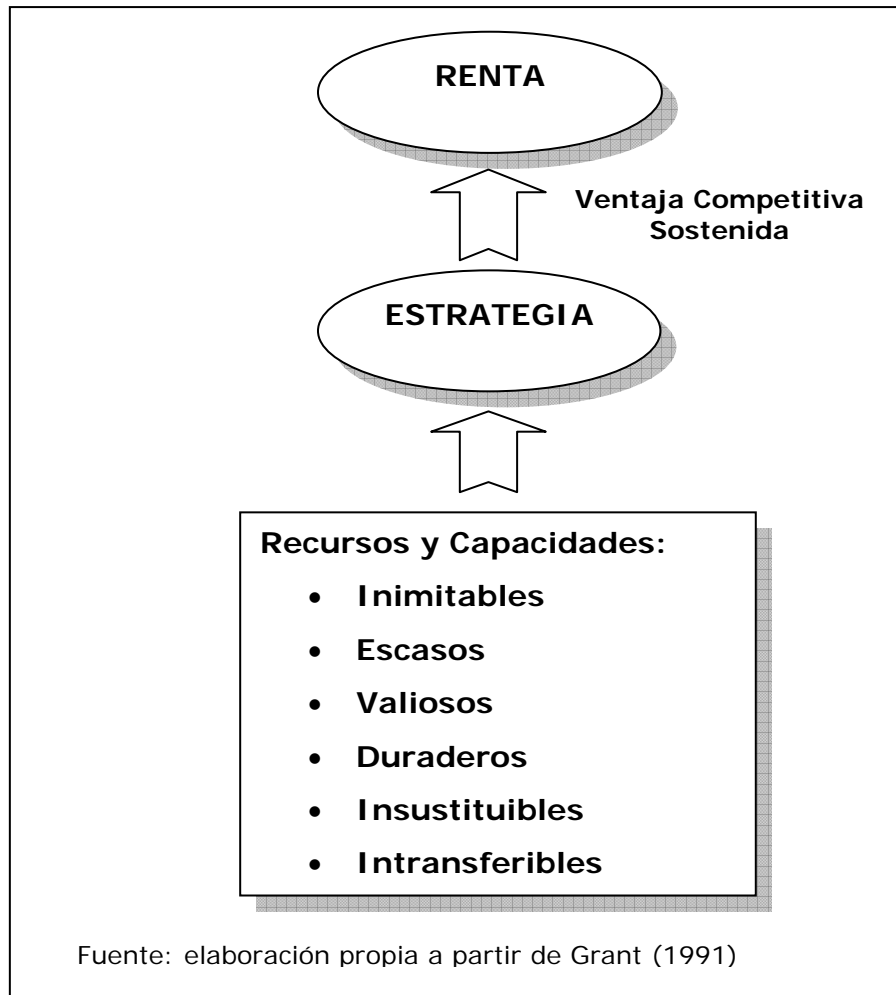 RENTA
Ventaja Competitiva
Sostenida
ESTRATEGIA
Recursos y Capacidades:
• Inimitables
• Escasos
• Valiosos
• Duraderos
• Insustituibles
• Intransferibles
Fuente: elaboración propia a partir de Grant (1991)